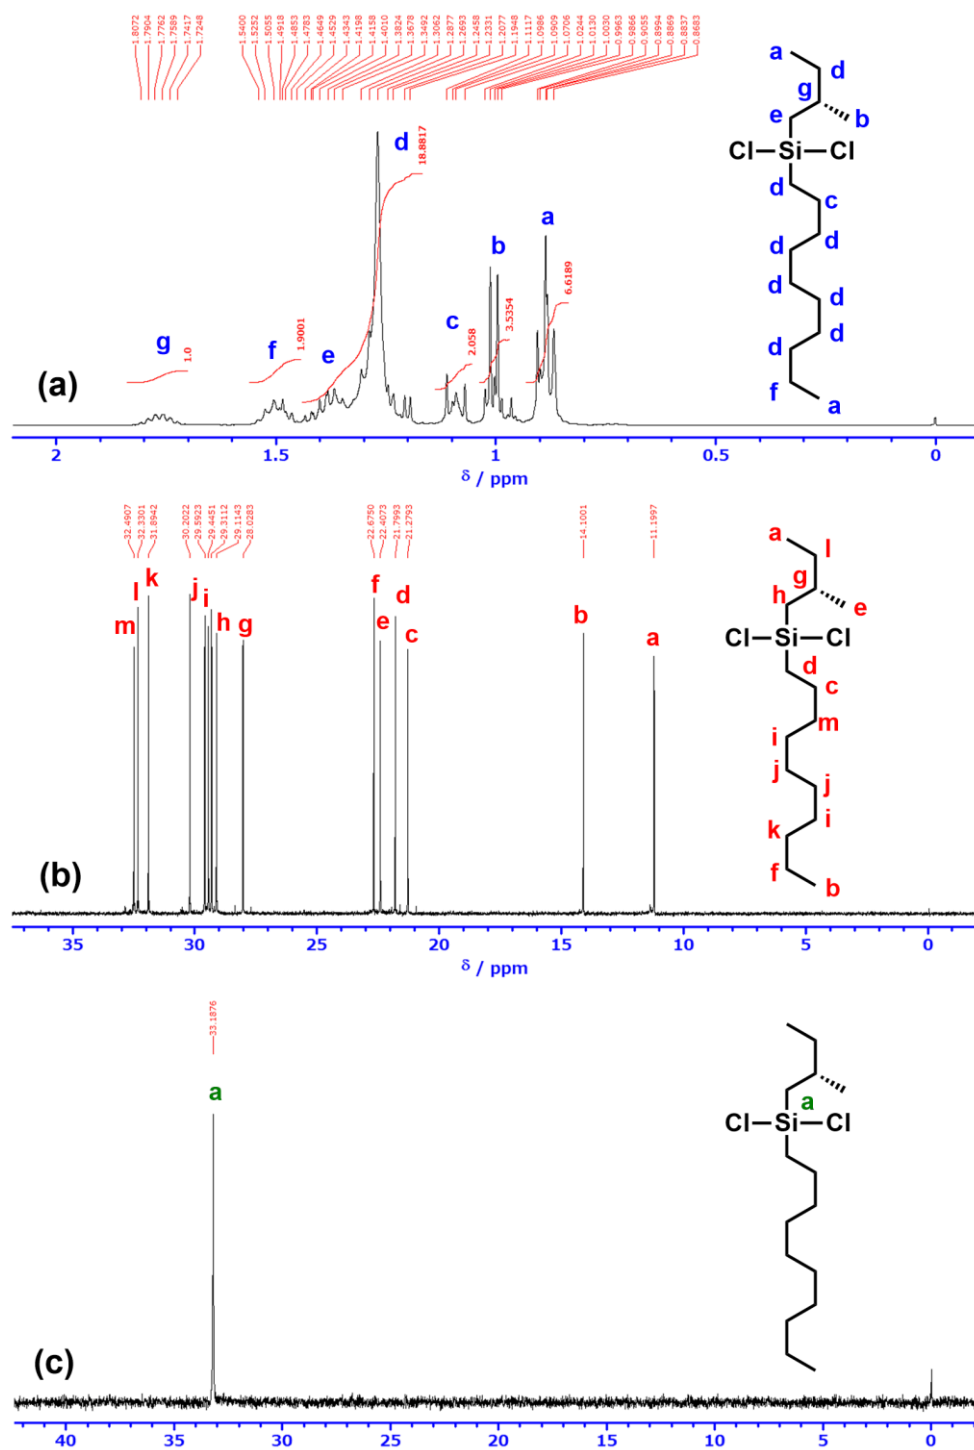 1.8072
1.7904
1.7762
1.7589
1.7417
1.7248
1.5400
1.5252
1.5055
1.4918
1.4853
1.4783
1.4649
1.4529
1.4343
1.4198
1.4158
1.4010
1.3824
1.3678
1.3492
1.3062
1.2877
1.2693
1.2458
1.2331
1.2077
1.1948
1.1117
1.0986
1.0909
1.0706
1.0244
1.0130
1.0030
0.9963
0.9866
0.9055
0.8994
0.8869
0.8837
0.8683
a
d
g
e
b
Cl Si Cl
d
c
d
d
d
d
d
d
f
a
g
f
e
d
c
b
a
1.0
1.9001
18.8817
2.058
3.5354
6.6189
(a)
2 1.5 1 0.5 0
δ / ppm
32.4907
32.3301
31.8942
30.2022
29.5923
29.4451
29.3112
29.1143
28.0283
22.6750
22.4073
21.7993
21.2793
14.1001
11.1997
a
l
g
h
e
Cl Si Cl
d
c
m
i
j
j
i
k
f
b
m
l
k
j
i
h
g
f
e
d
c
b
a
(b)
35 30 25 20 15 10 5 0
δ / ppm
33.1876
a
a
Cl Si Cl
(c)
40 35 30 25 20 15 10 5 0